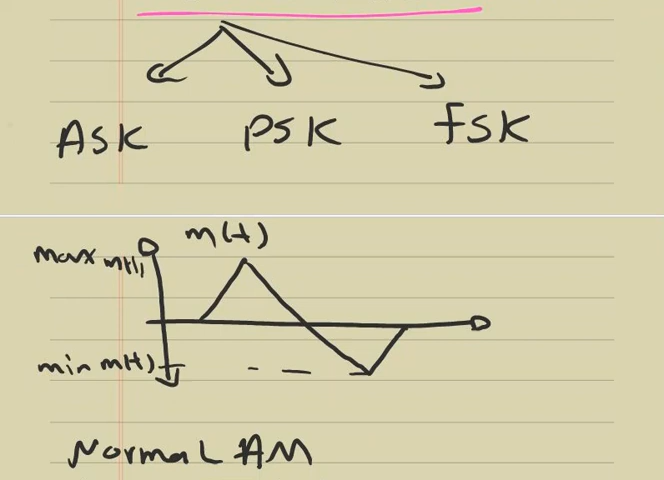 ASK PSK fSK
m(t)
max m(t)
min m(t)
Normal AM